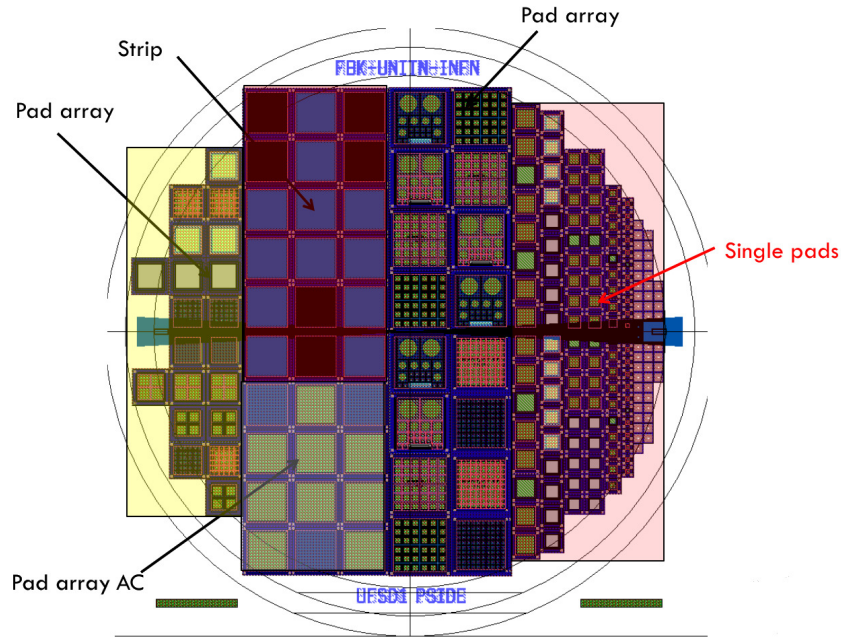 Pad array
Strip
FBK-UNITN-INFN
Pad array
Single pads
Pad array AC
UFSD1 PSIDE